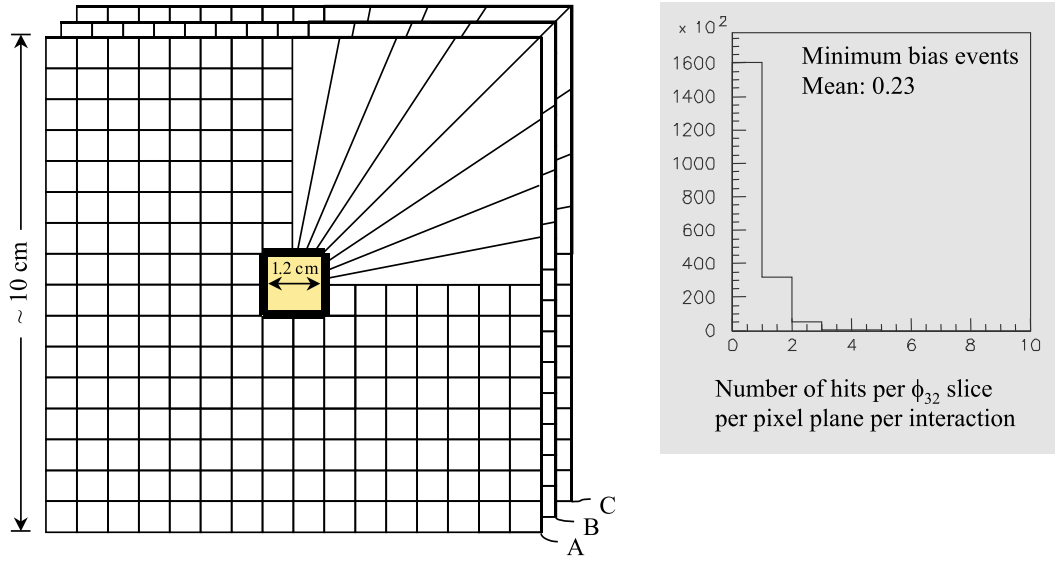 ~ 10 cm
1.2 cm
A
B
C
x 10²
Minimum bias events
Mean: 0.23
1600
1400
1200
1000
800
600
400
200
0
0 2 4 6 8 10
Number of hits per ϕ₃₂ slice
per pixel plane per interaction